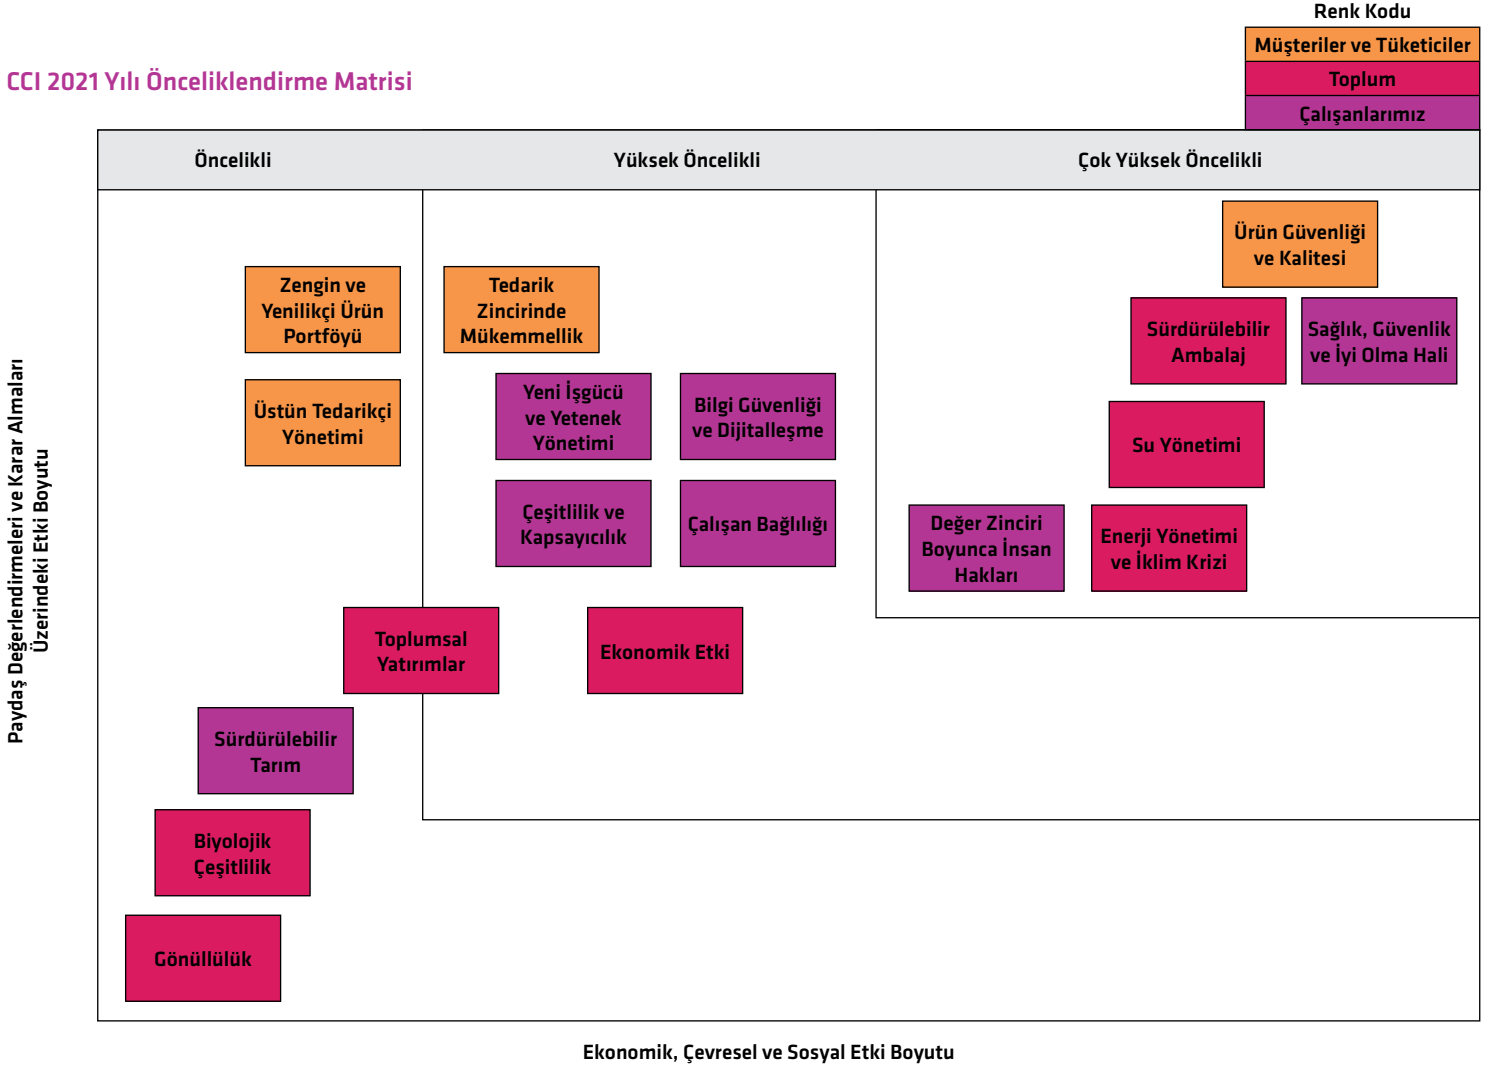 Renk Kodu
Müşteriler ve Tüketiciler
Toplum
Çalışanlarımız
CCI 2021 Yılı Önceliklendirme Matrisi
Öncelikli
Yüksek Öncelikli
Çok Yüksek Öncelikli
Ürün Güvenliği
ve Kalitesi
Zengin ve
Yenilikçi Ürün
Portföyü
Tedarik
Zincirinde
Mükemmellik
Sürdürülebilir
Ambalaj
Sağlık, Güvenlik
ve İyi Olma Hali
Üstün Tedarikçi
Yönetimi
Yeni İşgücü
ve Yetenek
Yönetimi
Bilgi Güvenliği
ve Dijitalleşme
Su Yönetimi
Çeşitlilik ve
Kapsayıcılık
Çalışan Bağlılığı
Değer Zinciri
Boyunca İnsan
Hakları
Enerji Yönetimi
ve İklim Krizi
Toplumsal
Yatırımlar
Ekonomik Etki
Sürdürülebilir
Tarım
Biyolojik
Çeşitlilik
Gönüllülük
Paydaş Değerlendirmeleri ve Karar Almaları
Üzerindeki Etki Boyutu
Ekonomik, Çevresel ve Sosyal Etki Boyutu